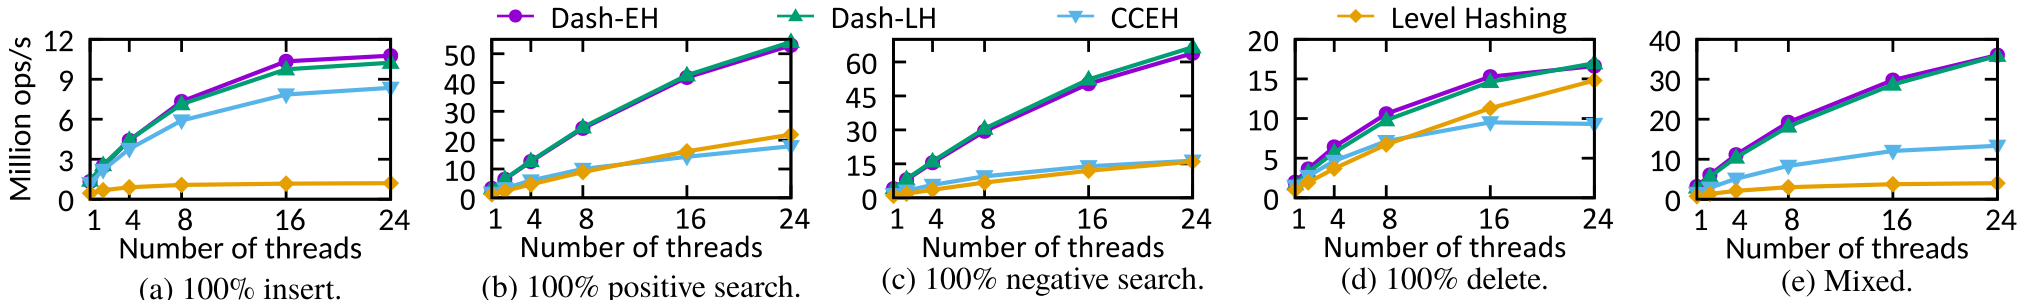 Dash-EH Dash-LH CCEH Level Hashing
Million ops/s
12
9
6
3
0
1 4 8 16 24
Number of threads
(a) 100% insert.
50
40
30
20
10
0
1 4 8 16 24
Number of threads
(b) 100% positive search.
60
45
30
15
0
1 4 8 16 24
Number of threads
(c) 100% negative search.
20
15
10
5
0
1 4 8 16 24
Number of threads
(d) 100% delete.
40
30
20
10
0
1 4 8 16 24
Number of threads
(e) Mixed.